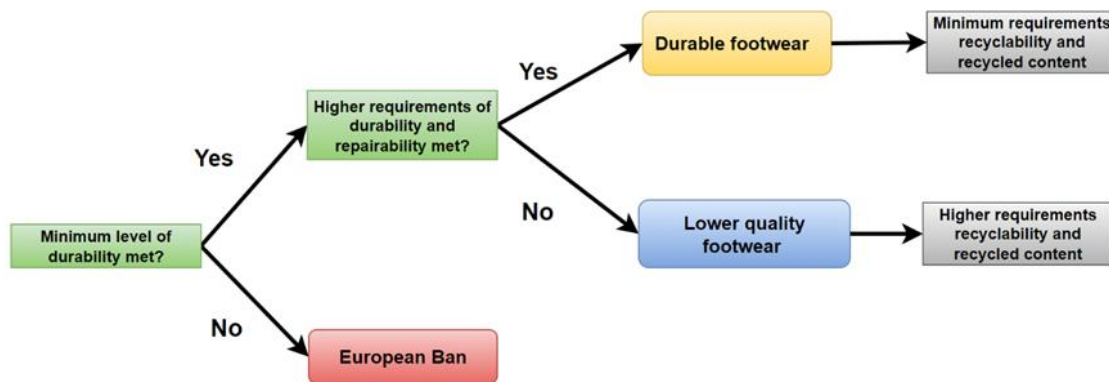 Minimum level of
durability met?
Yes
No
Higher requirements of
durability and
repairability met?
European Ban
Yes
No
Durable footwear
Lower quality
footwear
Minimum requirements
recyclability and
recycled content
Higher requirements
recyclability and
recycled content